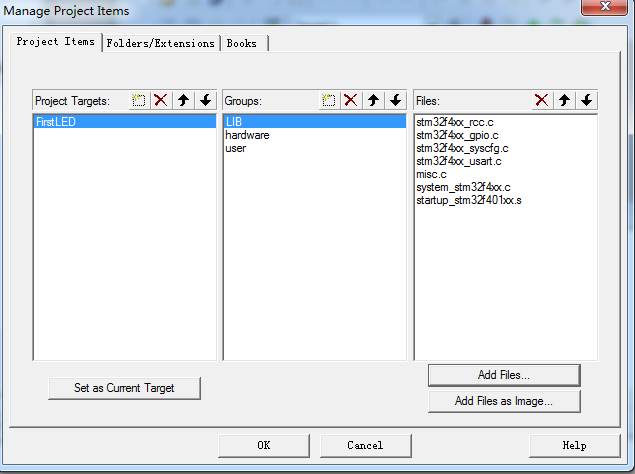 Manage Project Items
Project Items
Folders/Extensions
Books
Project Targets:
FirstLED
Groups:
LIB
hardware
user
Files:
stm32f4xx_rcc.c
stm32f4xx_gpio.c
stm32f4xx_syscfg.c
stm32f4xx_usart.c
misc.c
system_stm32f4xx.c
startup_stm32f401xx.s
Set as Current Target
Add Files...
Add Files as Image...
OK
Cancel
Help